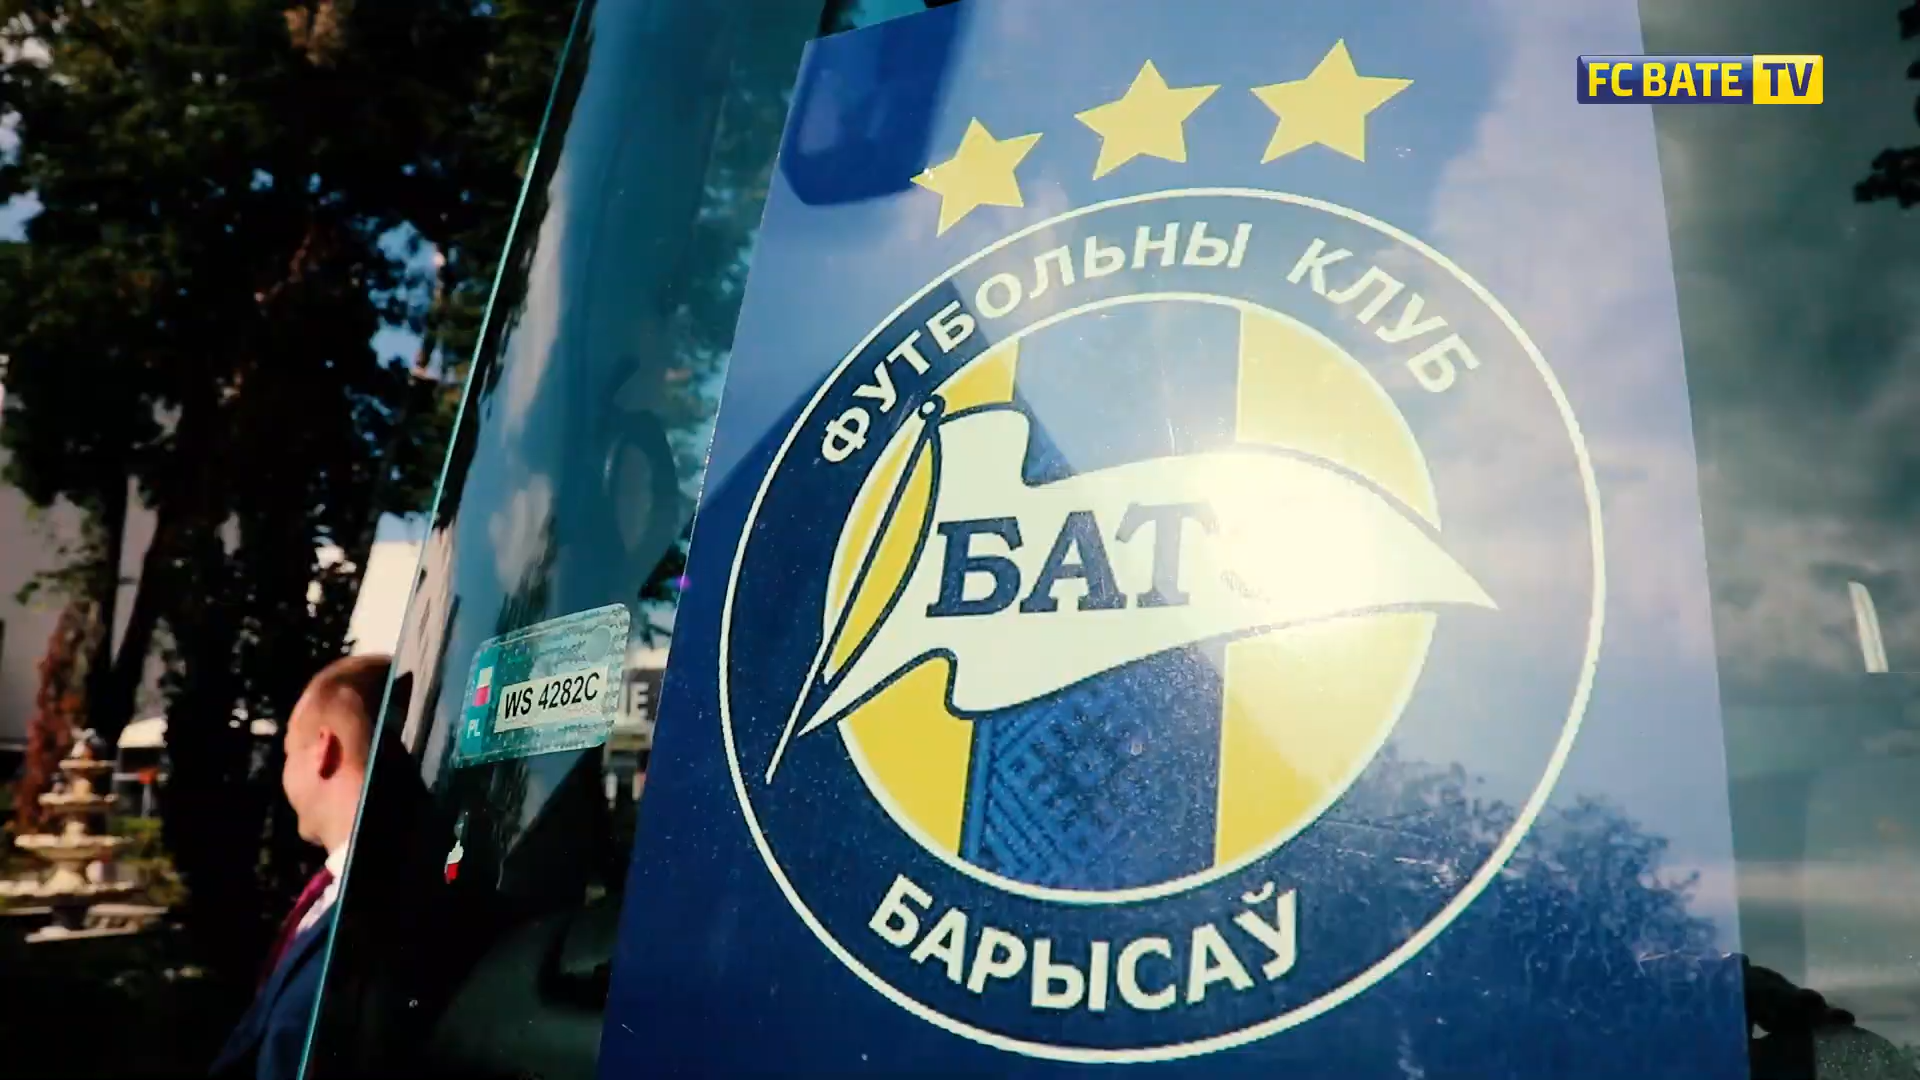 FC BATE TV
ФУТБОЛЬНЫ КЛУБ
БАТ
БАРЫСАЎ
PL
WS 4282C